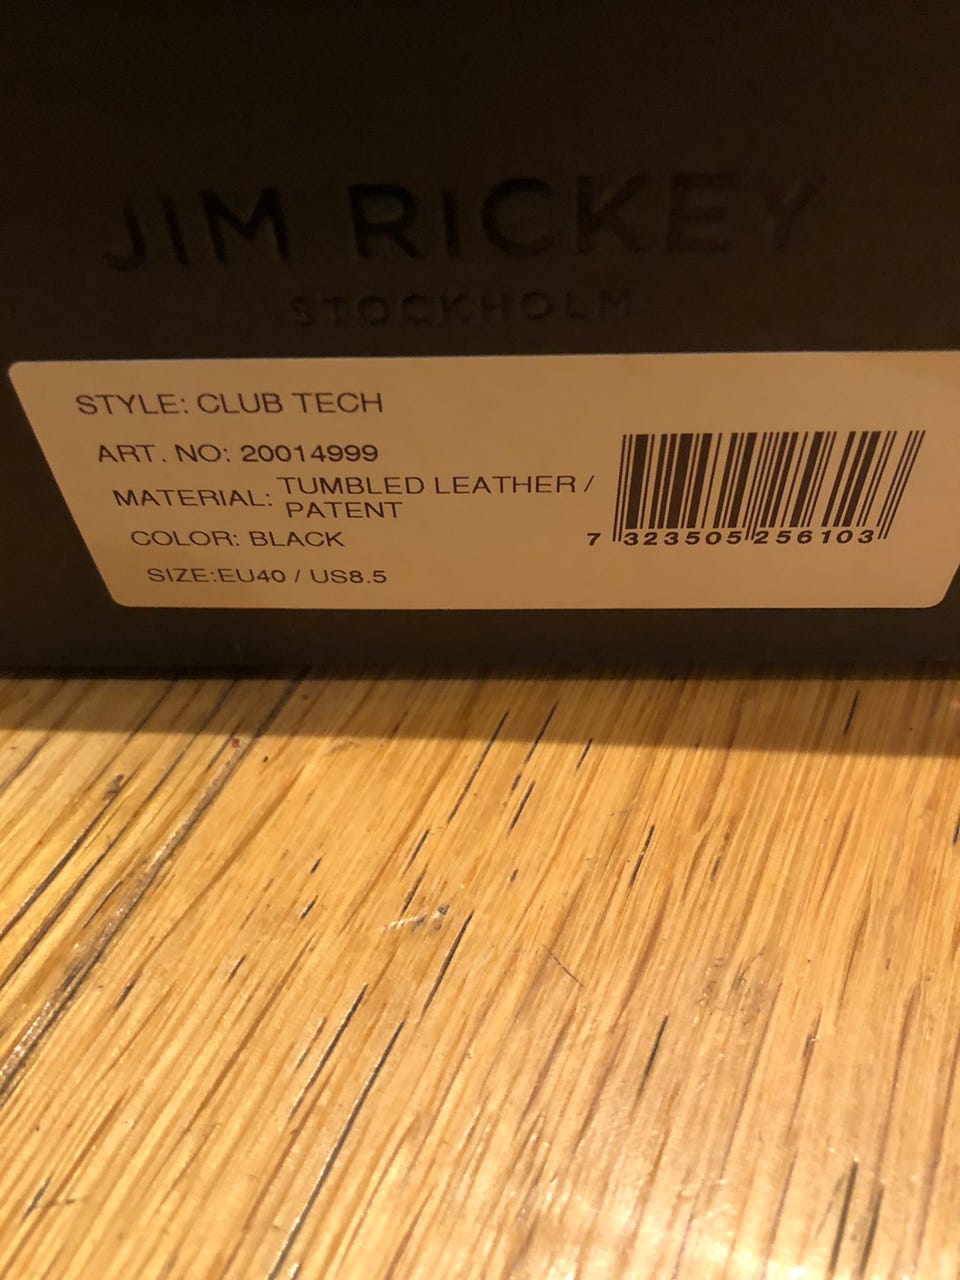 JIM RICKEY
STOCKHOLM
STYLE: CLUB TECH
ART. NO: 20014999
MATERIAL: TUMBLED LEATHER /
PATENT
COLOR: BLACK
SIZE:EU40 / US8.5
7 323505 256103